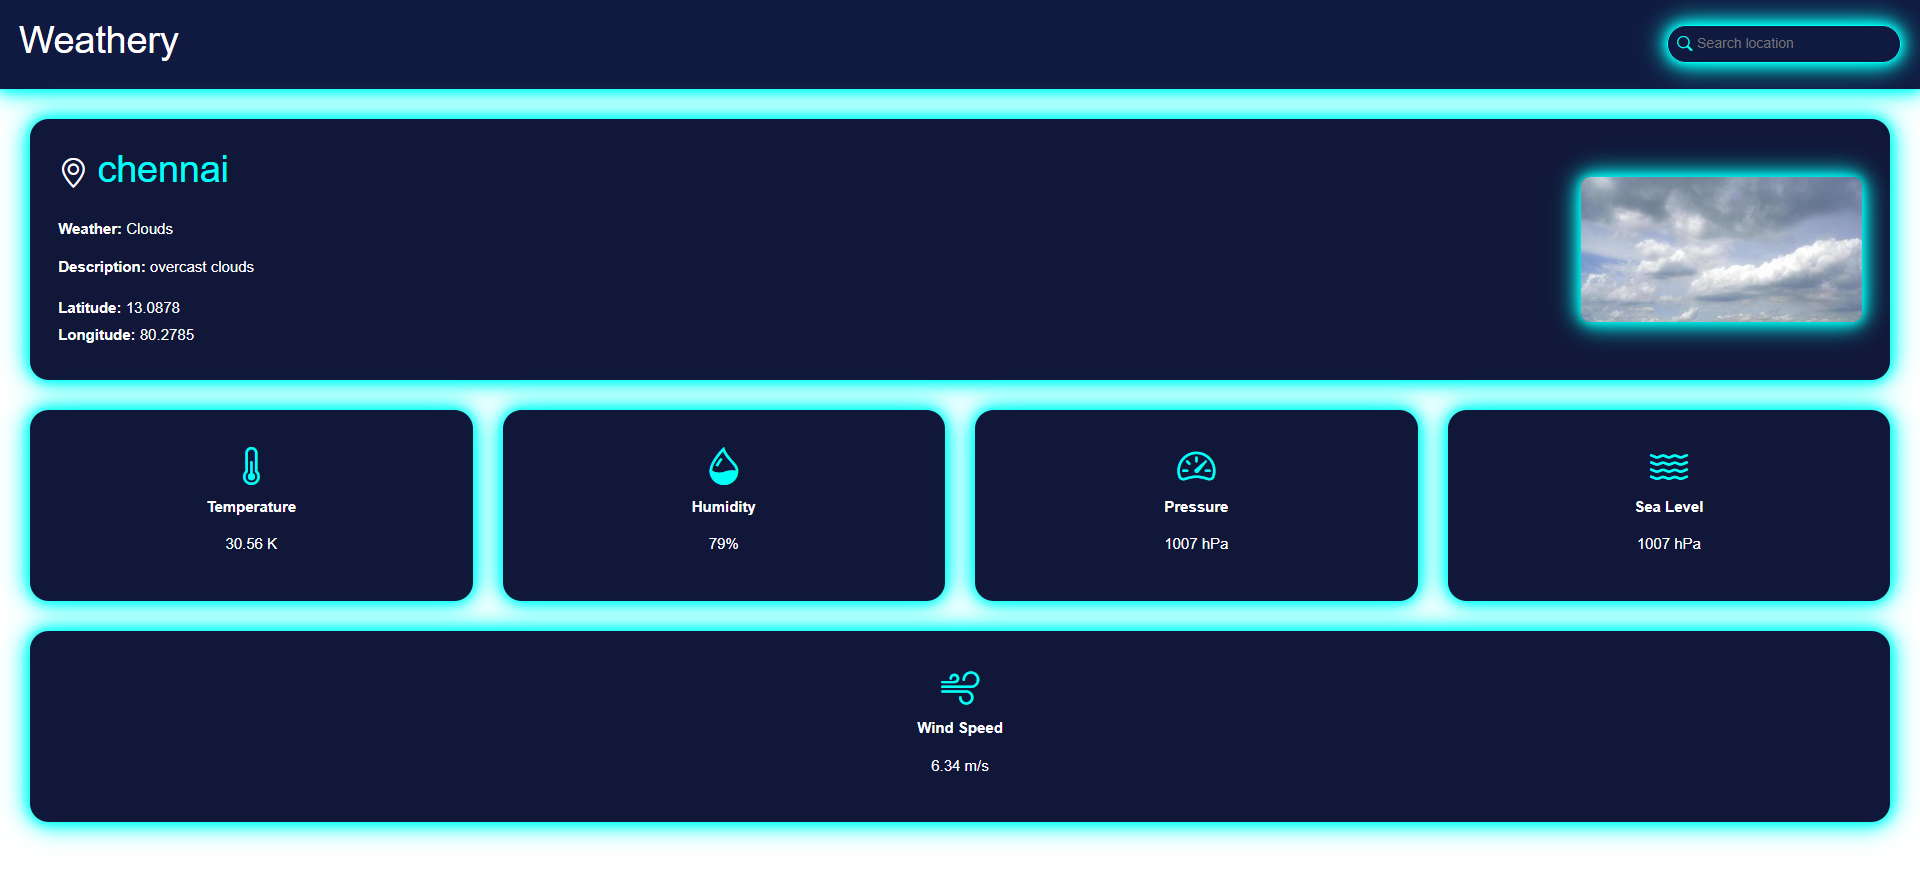 Weathery
Search location
chennai
Weather: Clouds
Description: overcast clouds
Latitude: 13.0878
Longitude: 80.2785
Temperature
30.56 K
Humidity
79%
Pressure
1007 hPa
Sea Level
1007 hPa
Wind Speed
6.34 m/s